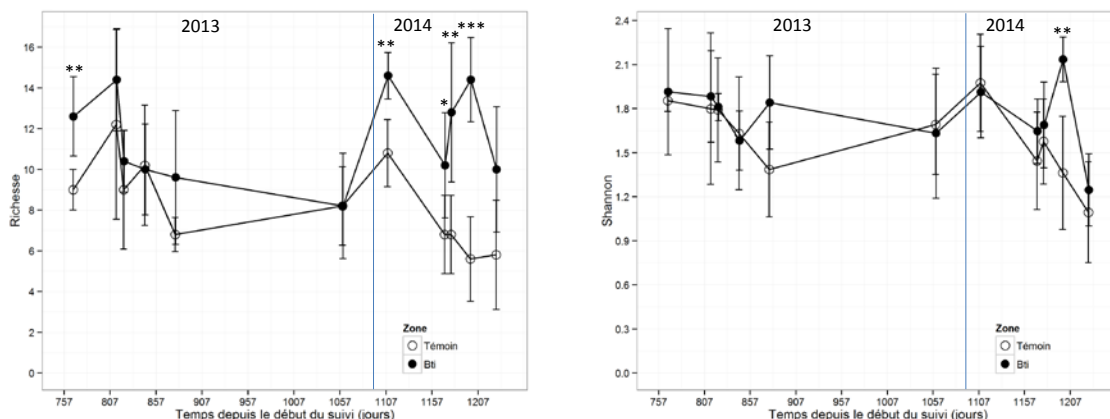 2013
2014
**
**
*
**
***
Richesse
16
14
12
10
8
6
4
2
0
Zone
Témoin
Bti
757 807 857 907 957 1007 1057 1107 1157 1207
Temps depuis le début du suivi (jours)
2013
2014
**
Shannon
2.4
2.1
1.8
1.5
1.2
0.9
0.6
0.3
0.0
Zone
Témoin
Bti
757 807 857 907 957 1007 1057 1107 1157 1207
Temps depuis le début du suivi (jours)